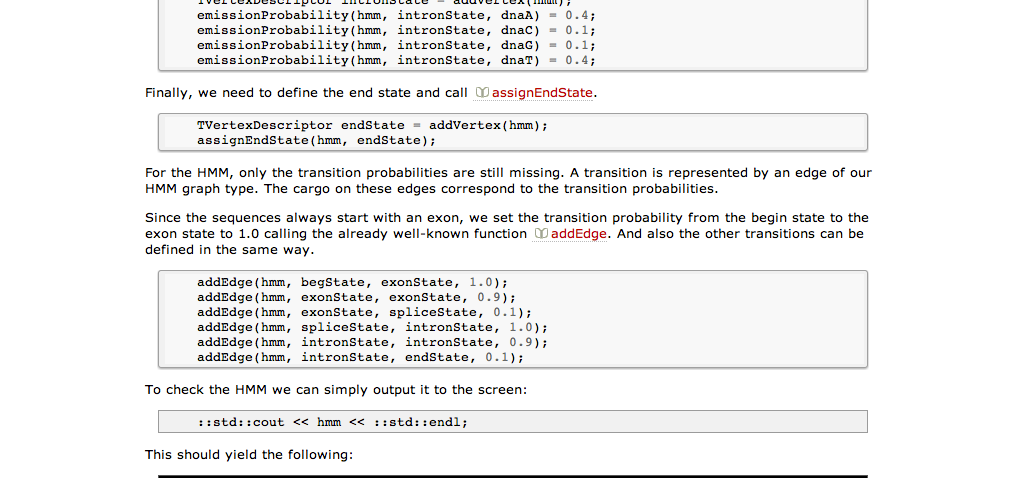 emissionProbability(hmm, intronState, dnaA) = 0.4;
emissionProbability(hmm, intronState, dnaC) = 0.1;
emissionProbability(hmm, intronState, dnaG) = 0.1;
emissionProbability(hmm, intronState, dnaT) = 0.4;
Finally, we need to define the end state and call assignEndState.
TVertexDescriptor endState = addVertex(hmm);
assignEndState(hmm, endState);
For the HMM, only the transition probabilities are still missing. A transition is represented by an edge of our
HMM graph type. The cargo on these edges correspond to the transition probabilities.
Since the sequences always start with an exon, we set the transition probability from the begin state to the
exon state to 1.0 calling the already well-known function addEdge. And also the other transitions can be
defined in the same way.
addEdge(hmm, begState, exonState, 1.0);
addEdge(hmm, exonState, exonState, 0.9);
addEdge(hmm, exonState, spliceState, 0.1);
addEdge(hmm, spliceState, intronState, 1.0);
addEdge(hmm, intronState, intronState, 0.9);
addEdge(hmm, intronState, endState, 0.1);
To check the HMM we can simply output it to the screen:
::std::cout << hmm << ::std::endl;
This should yield the following: